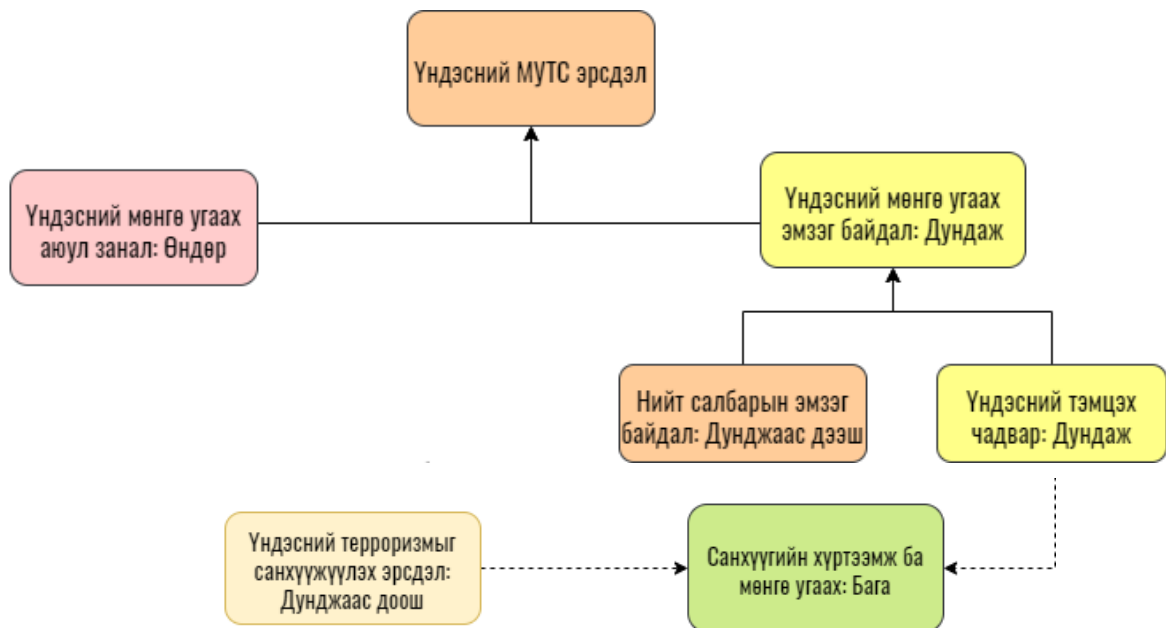 Үндэсний МУТС эрсдэл
Үндэсний мөнгө угаах
аюул занал: Өндөр
Үндэсний мөнгө угаах
эмзэг байдал: Дундаж
Нийт салбарын эмзэг
байдал: Дунджаас дээш
Үндэсний тэмцэх
чадвар: Дундаж
Үндэсний терроризмыг
санхүүжүүлэх эрсдэл:
Дунджаас доош
Санхүүгийн хүртээмж ба
мөнгө угаах: Бага